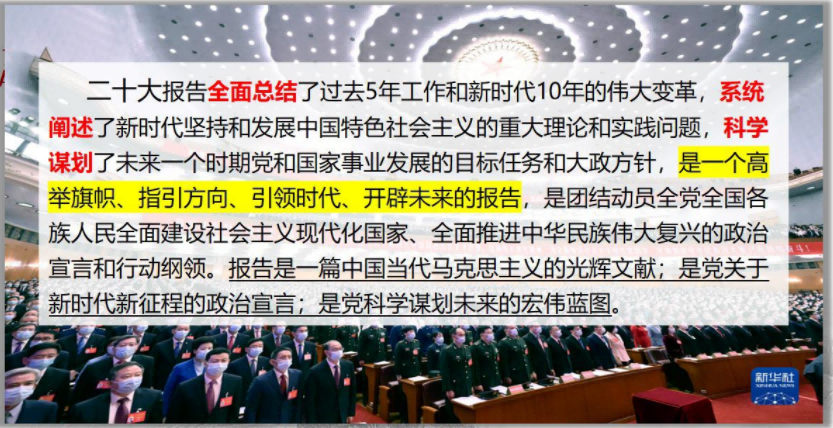 二十大报告全面总结了过去5年工作和新时代10年的伟大变革，系统
阐述了新时代坚持和发展中国特色社会主义的重大理论和实践问题，科学
谋划了未来一个时期党和国家事业发展的目标任务和大政方针，是一个高
举旗帜、指引方向、引领时代、开辟未来的报告，是团结动员全党全国各
族人民全面建设社会主义现代化国家、全面推进中华民族伟大复兴的政治
宣言和行动纲领。报告是一篇中国当代马克思主义的光辉文献；是党关于
新时代新征程的政治宣言；是党科学谋划未来的宏伟蓝图。
新华社
XINHUA NEWS